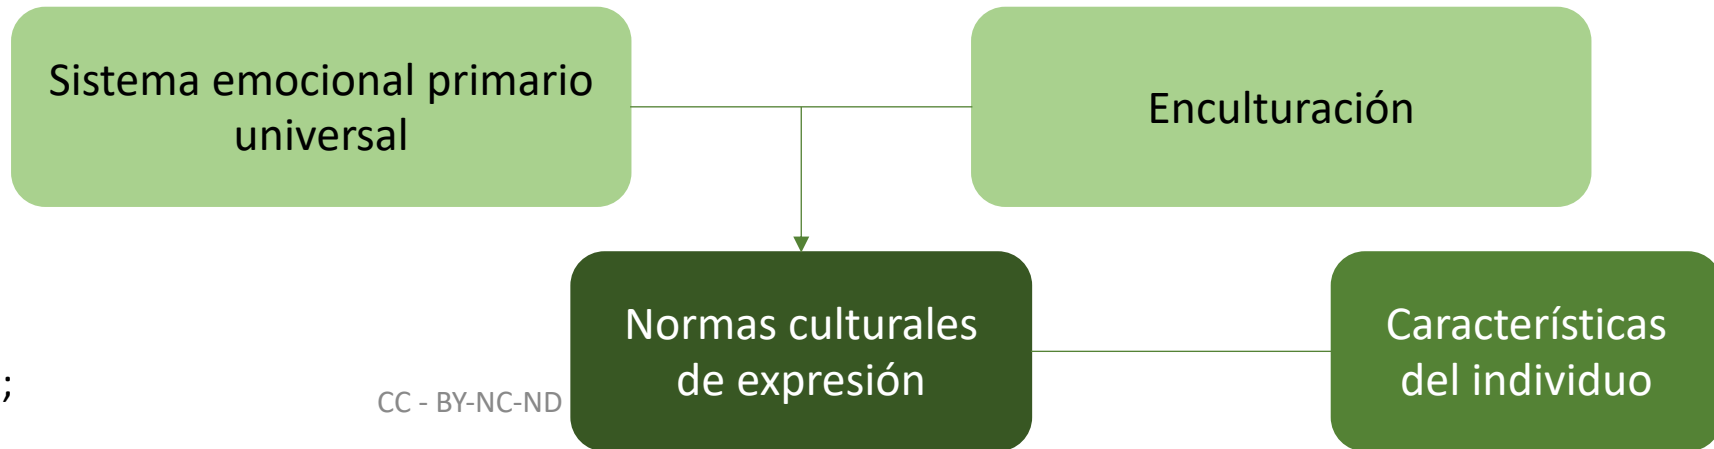 Sistema emocional primario
universal
Enculturación
Normas culturales
de expresión
Características
del individuo
;
CC - BY-NC-ND